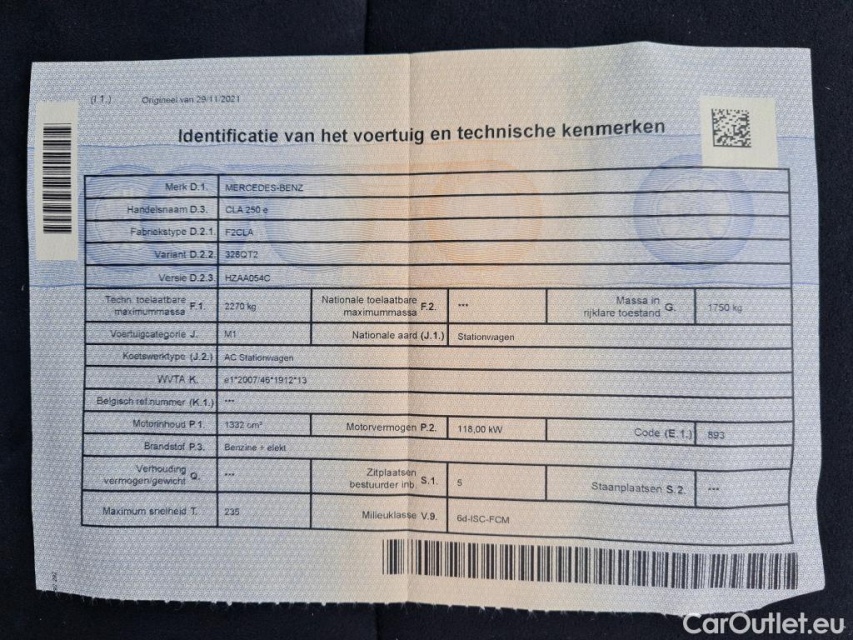 (I 1.) Origineel van 29/11/2021
Identificatie van het voertuig en technische kenmerken
Merk D.1. MERCEDES-BENZ
Handelsnaam D.3. CLA 250 e
Fabriekstype D.2.1. F2CLA
Variant D.2.2. 328QT2
Versie D.2.3. HZAA054C
Techn. toelaatbare maximummassa F.1. 2270 kg Nationale toelaatbare maximummassa F.2. *** Massa in rijklare toestand G. 1750 kg
Voertuigcategorie J. M1 Nationale aard (J.1.) Stationwagen
Koetswerktype (J.2.) AC Stationwagen
WVTA K. e1*2007/46*1912*13
Belgisch ref.nummer (K.1.) ***
Motorinhoud P.1. 1332 cm³ Motorvermogen P.2. 118,00 kW Code (E.1.) 893
Brandstof P.3. Benzine + elekt
Verhouding vermogen/gewicht Q. *** Zitplaatsen bestuurder inb. S.1. 5 Staanplaatsen S.2. ***
Maximum snelheid T. 235 Milieuklasse V.9. 6d-ISC-FCM
CarOutlet.eu